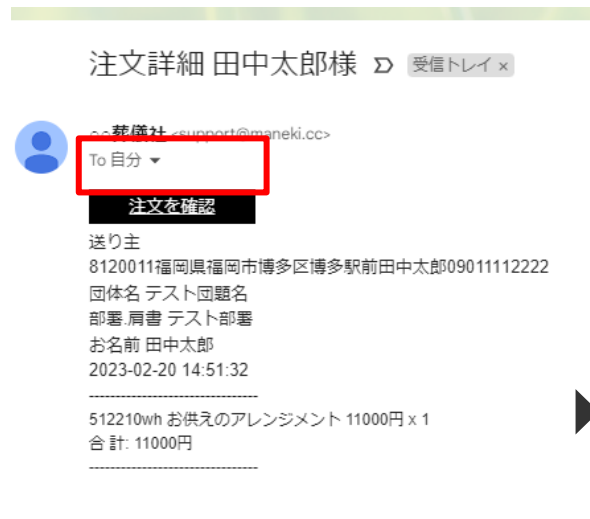 注文詳細 田中太郎様 受信トレイ ×
葬儀社 <support@maneki.cc>
To 自分
注文を確認
送り主
8120011福岡県福岡市博多区博多駅前田中太郎09011112222
団体名 テスト団題名
部署.肩書 テスト部署
お名前 田中太郎
2023-02-20 14:51:32
--------------------------------
512210wh お供えのアレンジメント 11000円 x 1
合 計: 11000円
--------------------------------